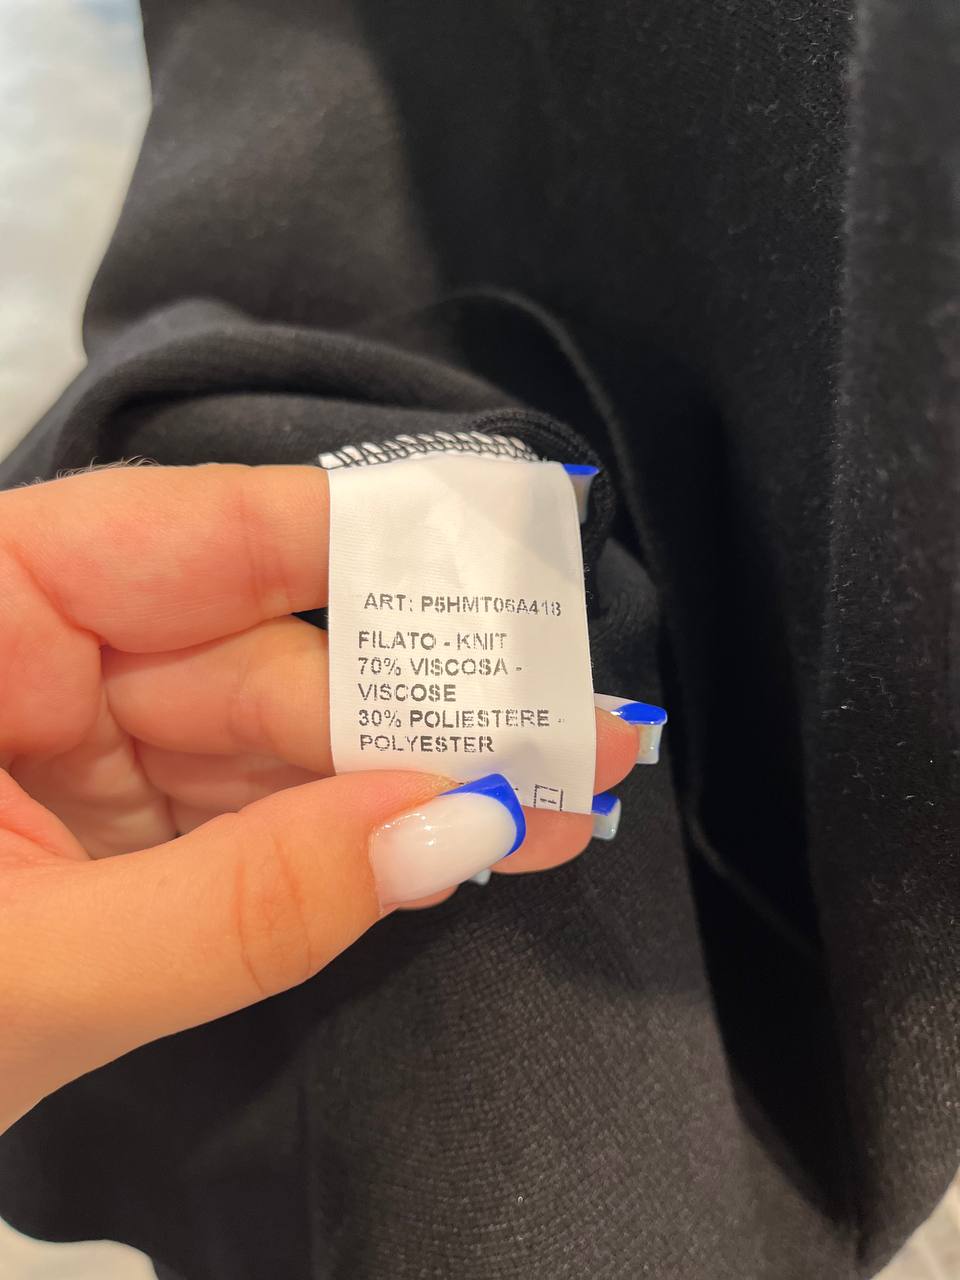 ART: P5HMT06A418
FILATO - KNIT
70% VISCOSA -
VISCOSE
30% POLIESTERE -
POLYESTER